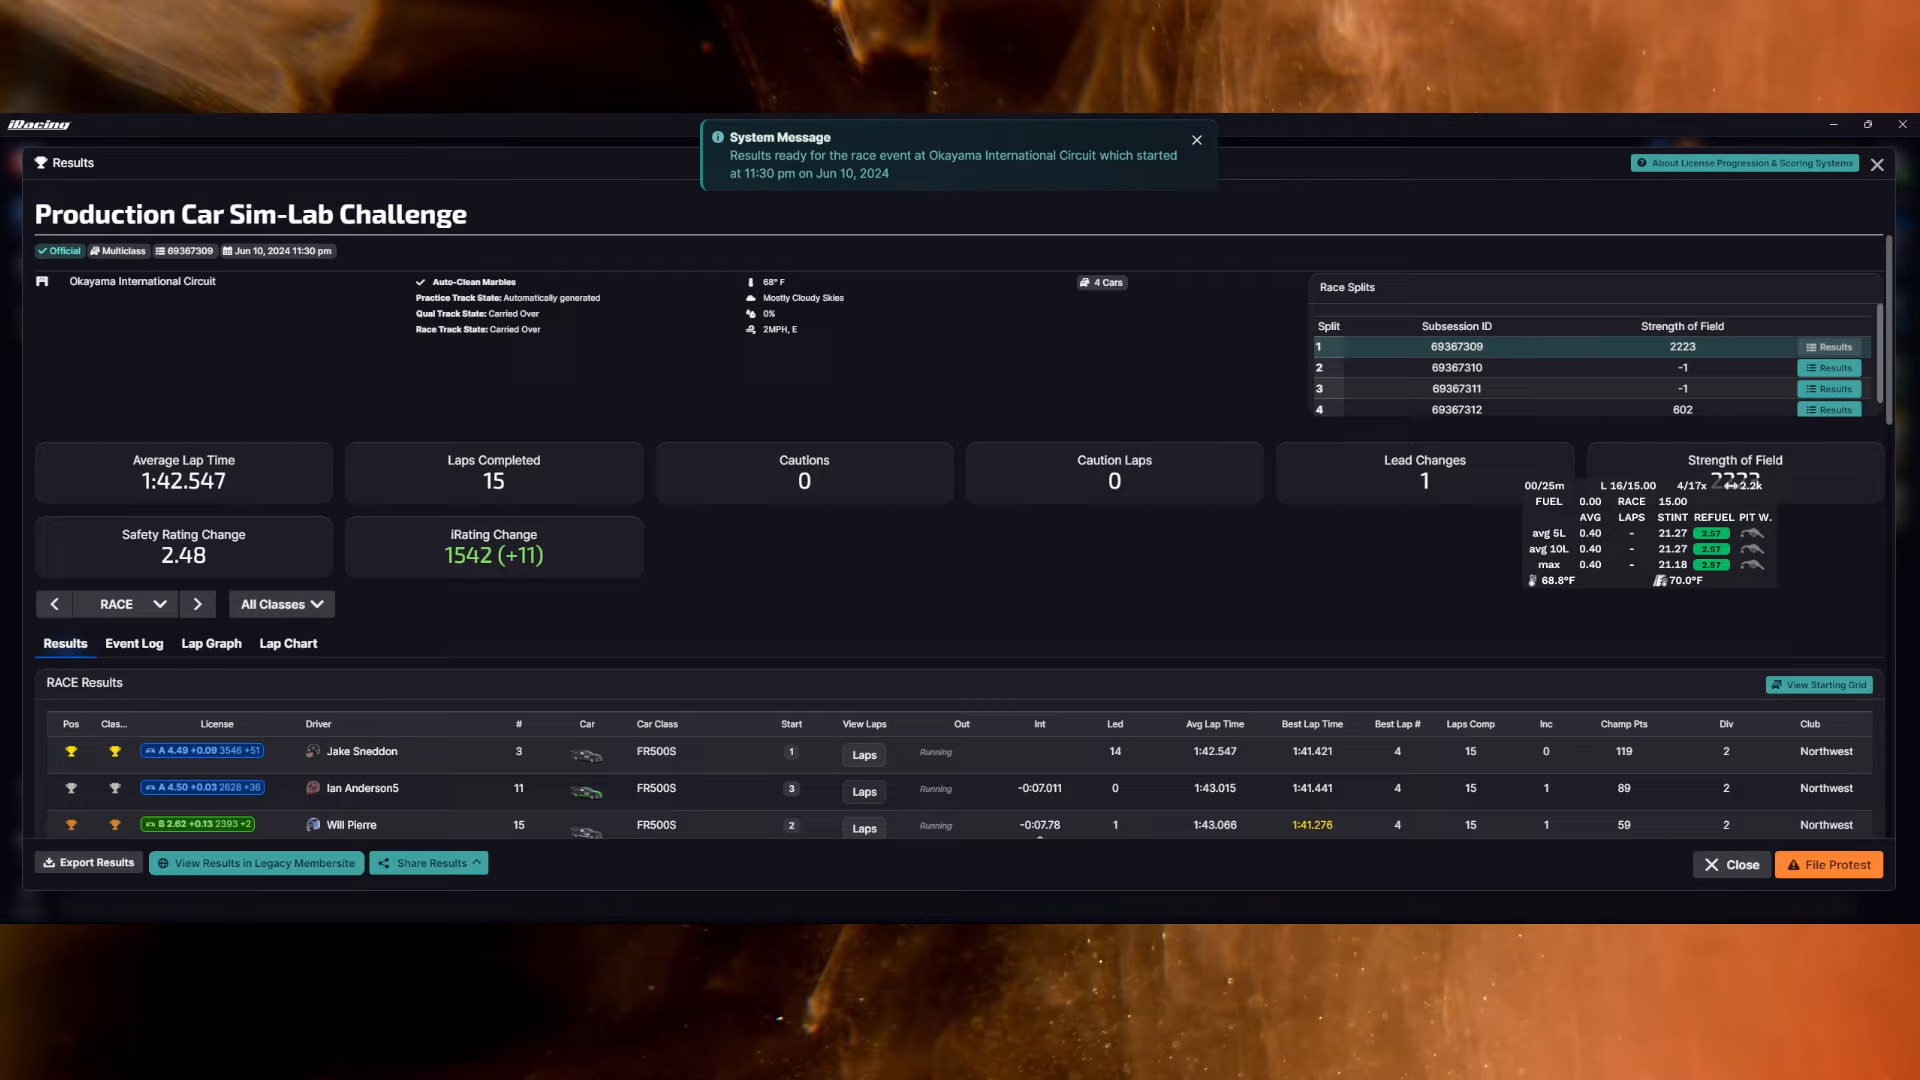 iRacing
System Message
Results ready for the race event at Okayama International Circuit which started
at 11:30 pm on Jun 10, 2024
Results
About License Progression & Scoring Systems
Production Car Sim-Lab Challenge
Official Multiclass 69367309 Jun 10, 2024 11:30 pm
Okayama International Circuit
Auto-Clean Marbles
Practice Track State: Automatically generated
Qual Track State: Carried Over
Race Track State: Carried Over
68° F
Mostly Cloudy Skies
0%
2MPH, E
4 Cars
Race Splits
Split Subsession ID Strength of Field
1 69367309 2223 Results
2 69367310 -1 Results
3 69367311 -1 Results
4 69367312 602 Results
Average Lap Time
1:42.547
Laps Completed
15
Cautions
0
Caution Laps
0
Lead Changes
1
Strength of Field
2223
00/25m L 16/15.00 4/17x 2.2k
FUEL 0.00 RACE 15.00
AVG LAPS STINT REFUEL PIT W.
avg 5L 0.40 - 21.27 2.57
avg 10L 0.40 - 21.27 2.57
max 0.40 - 21.18 2.57
68.8°F 70.0°F
Safety Rating Change
2.48
iRating Change
1542 (+11)
RACE All Classes
Results Event Log Lap Graph Lap Chart
RACE Results
View Starting Grid
Pos Clas... License Driver # Car Car Class Start View Laps Out Int Led Avg Lap Time Best Lap Time Best Lap # Laps Comp Inc Champ Pts Div Club
A 4.49 +0.09 3546 +51 Jake Sneddon 3 FR500S 1 Laps Running 14 1:42.547 1:41.421 4 15 0 119 2 Northwest
A 4.50 +0.03 2628 +36 Ian Anderson5 11 FR500S 3 Laps Running -0:07.011 0 1:43.015 1:41.441 4 15 1 89 2 Northwest
B 2.62 +0.13 2393 +2 Will Pierre 15 FR500S 2 Laps Running -0:07.78 1 1:43.066 1:41.276 4 15 1 59 2 Northwest
Export Results View Results in Legacy Membersite Share Results
Close File Protest